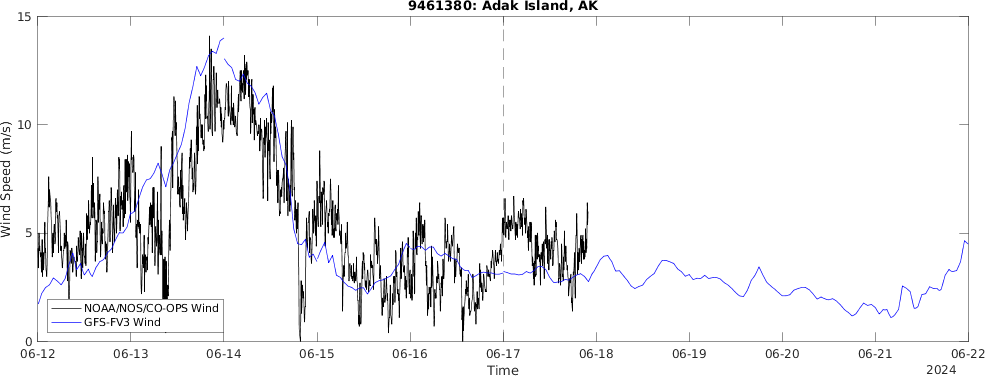 9461380: Adak Island, AK
Wind Speed (m/s)
15
10
5
0
NOAA/NOS/CO-OPS Wind
GFS-FV3 Wind
06-12 06-13 06-14 06-15 06-16 06-17 06-18 06-19 06-20 06-21 06-22
Time
2024